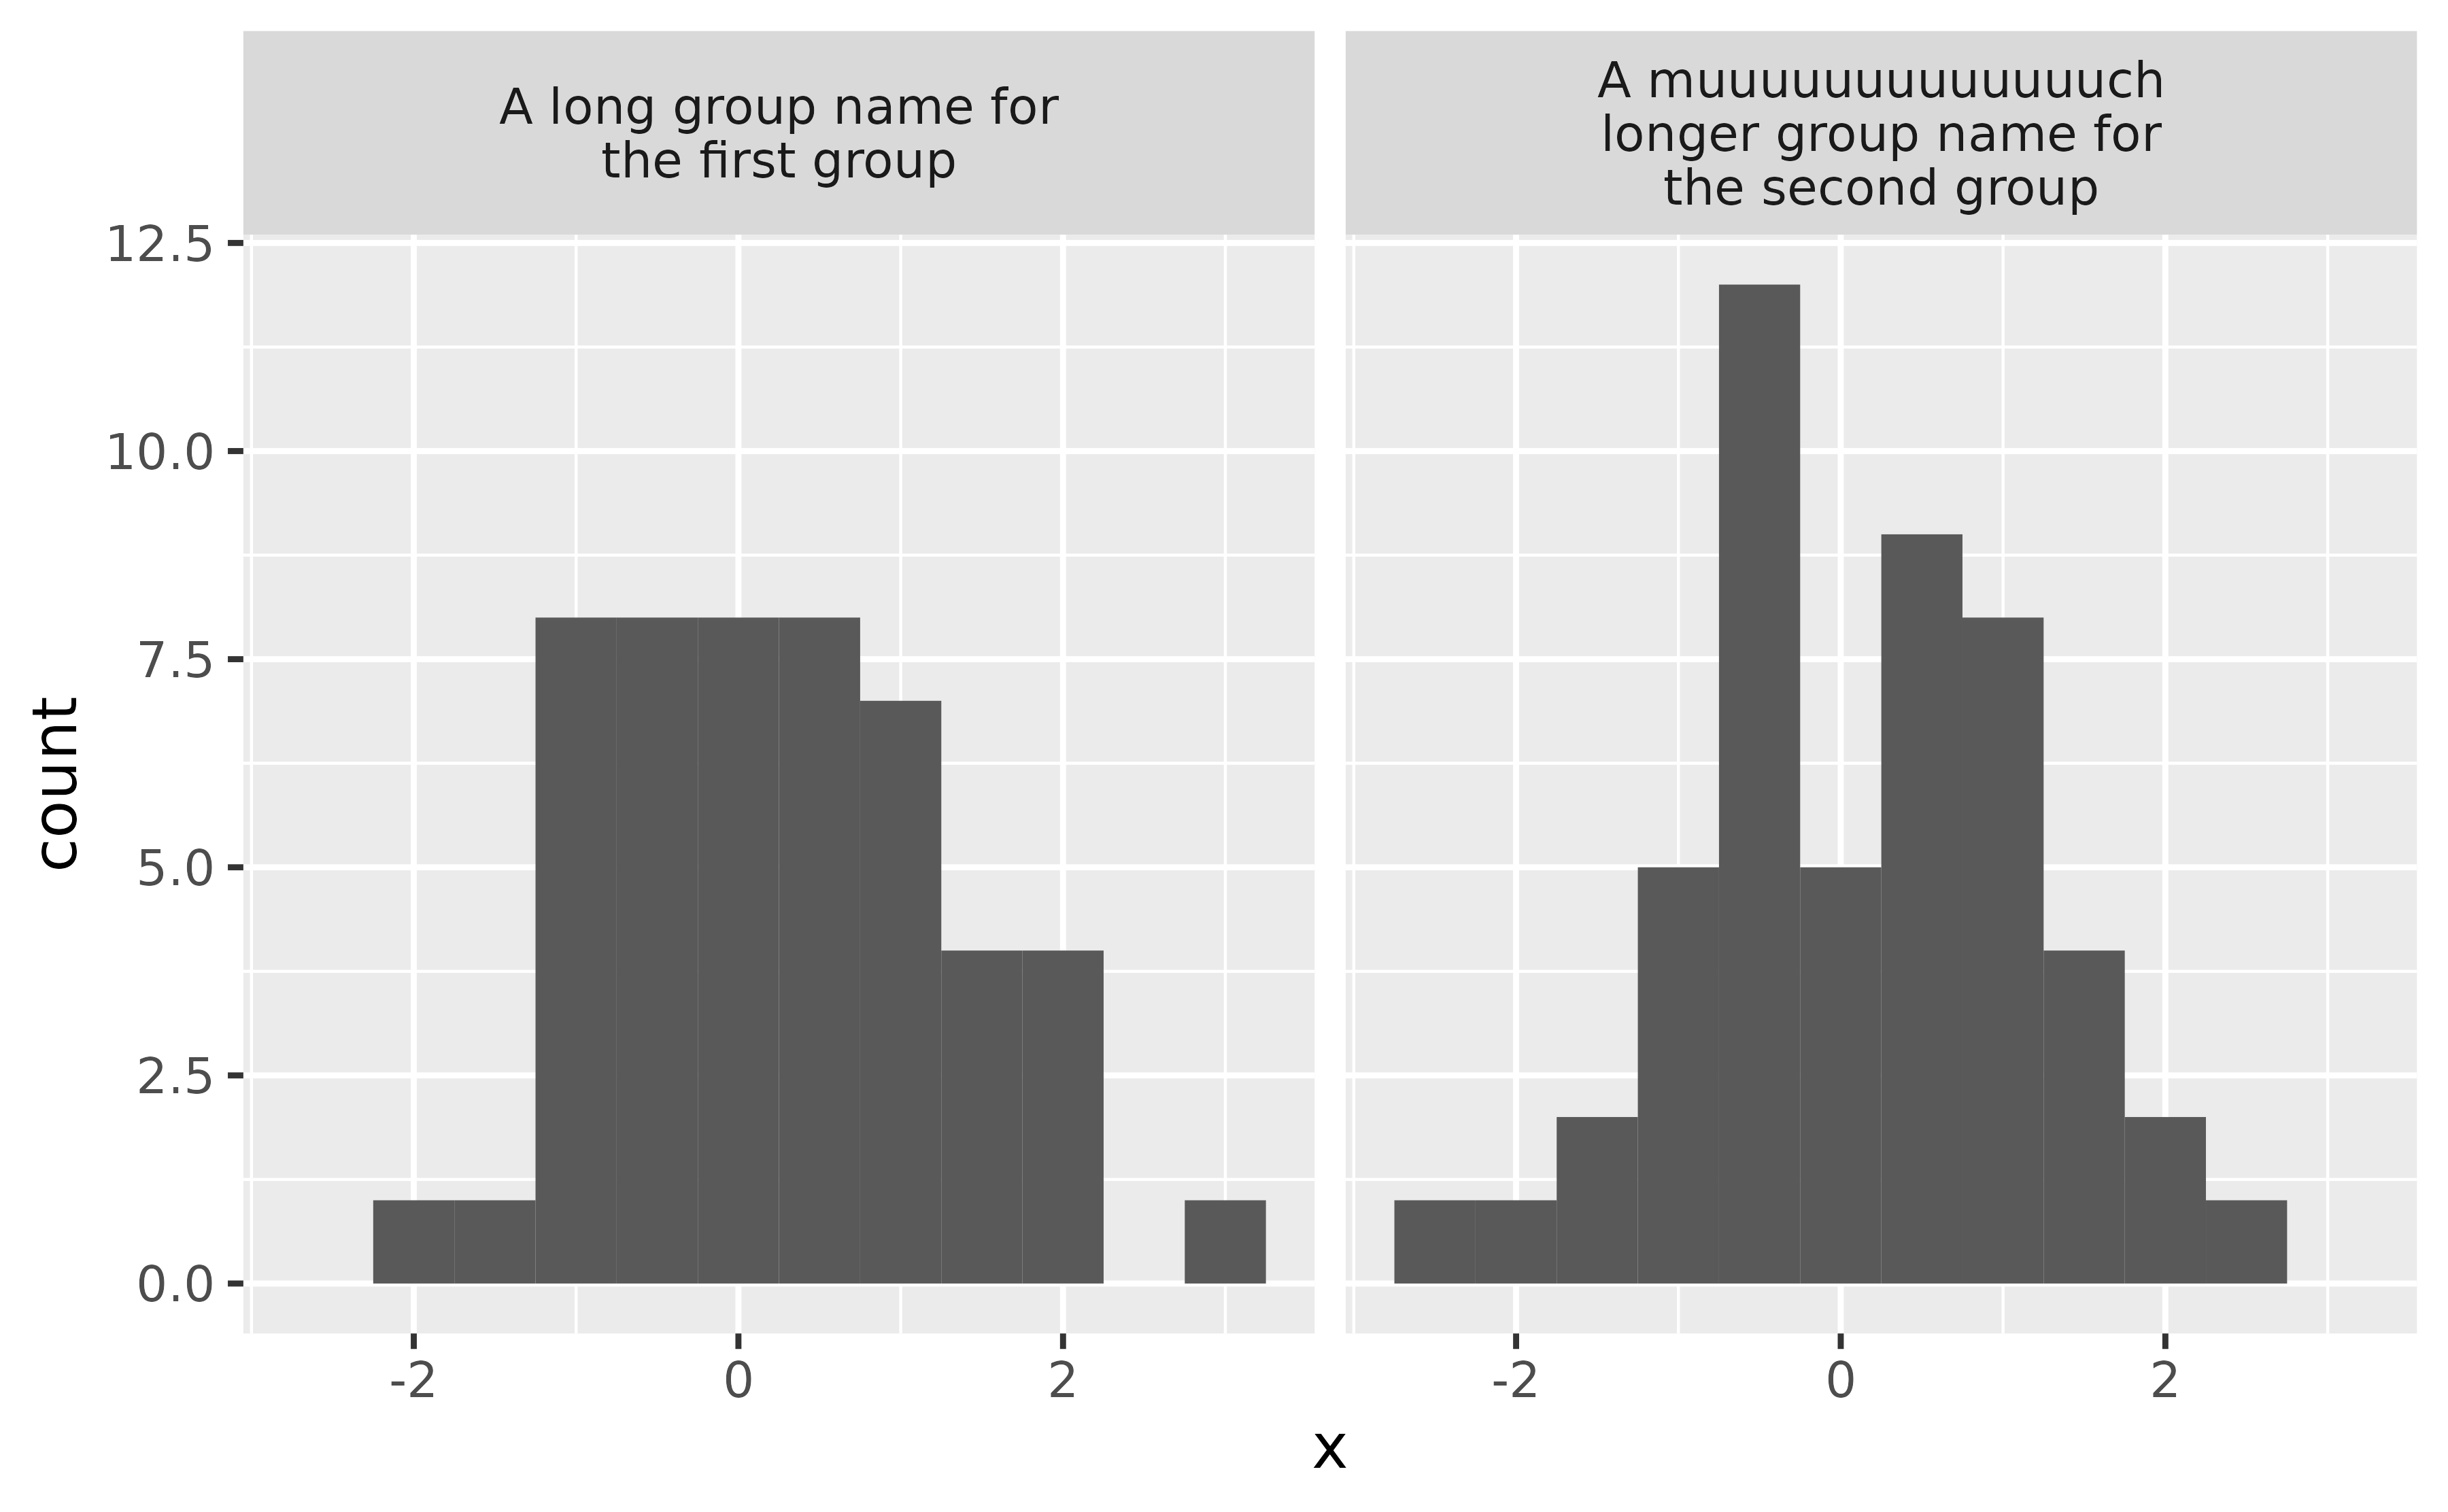 A long group name for
the first group
A muuuuuuuuuuuuuch
longer group name for
the second group
12.5
10.0
7.5
5.0
2.5
0.0
count
-2 0 2
-2 0 2
x